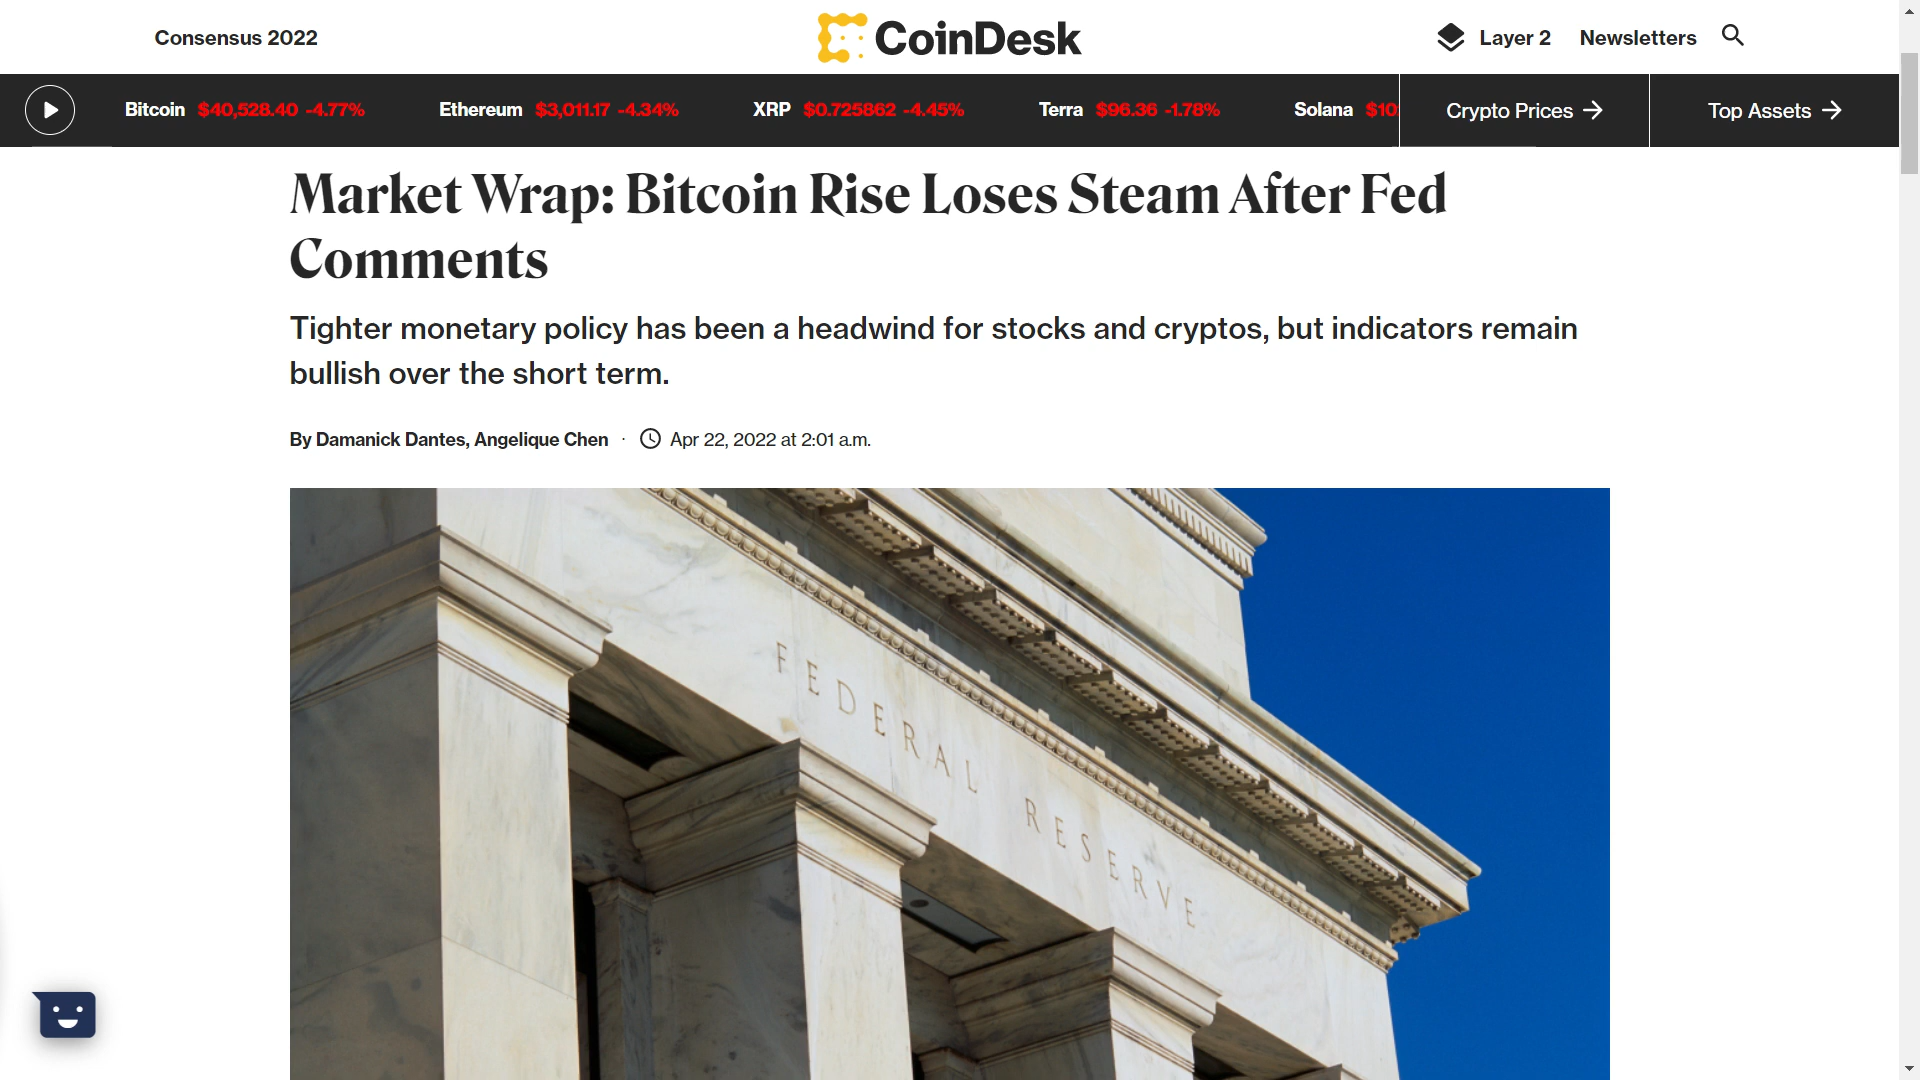 Consensus 2022
CoinDesk
Layer 2
Newsletters
Bitcoin $40,528.40 -4.77%
Ethereum $3,011.17 -4.34%
XRP $0.725862 -4.45%
Terra $96.36 -1.78%
Solana
Crypto Prices
Top Assets
Market Wrap: Bitcoin Rise Loses Steam After Fed
Comments
Tighter monetary policy has been a headwind for stocks and cryptos, but indicators remain
bullish over the short term.
By Damanick Dantes, Angelique Chen · Apr 22, 2022 at 2:01 a.m.
FEDERAL RESERVE